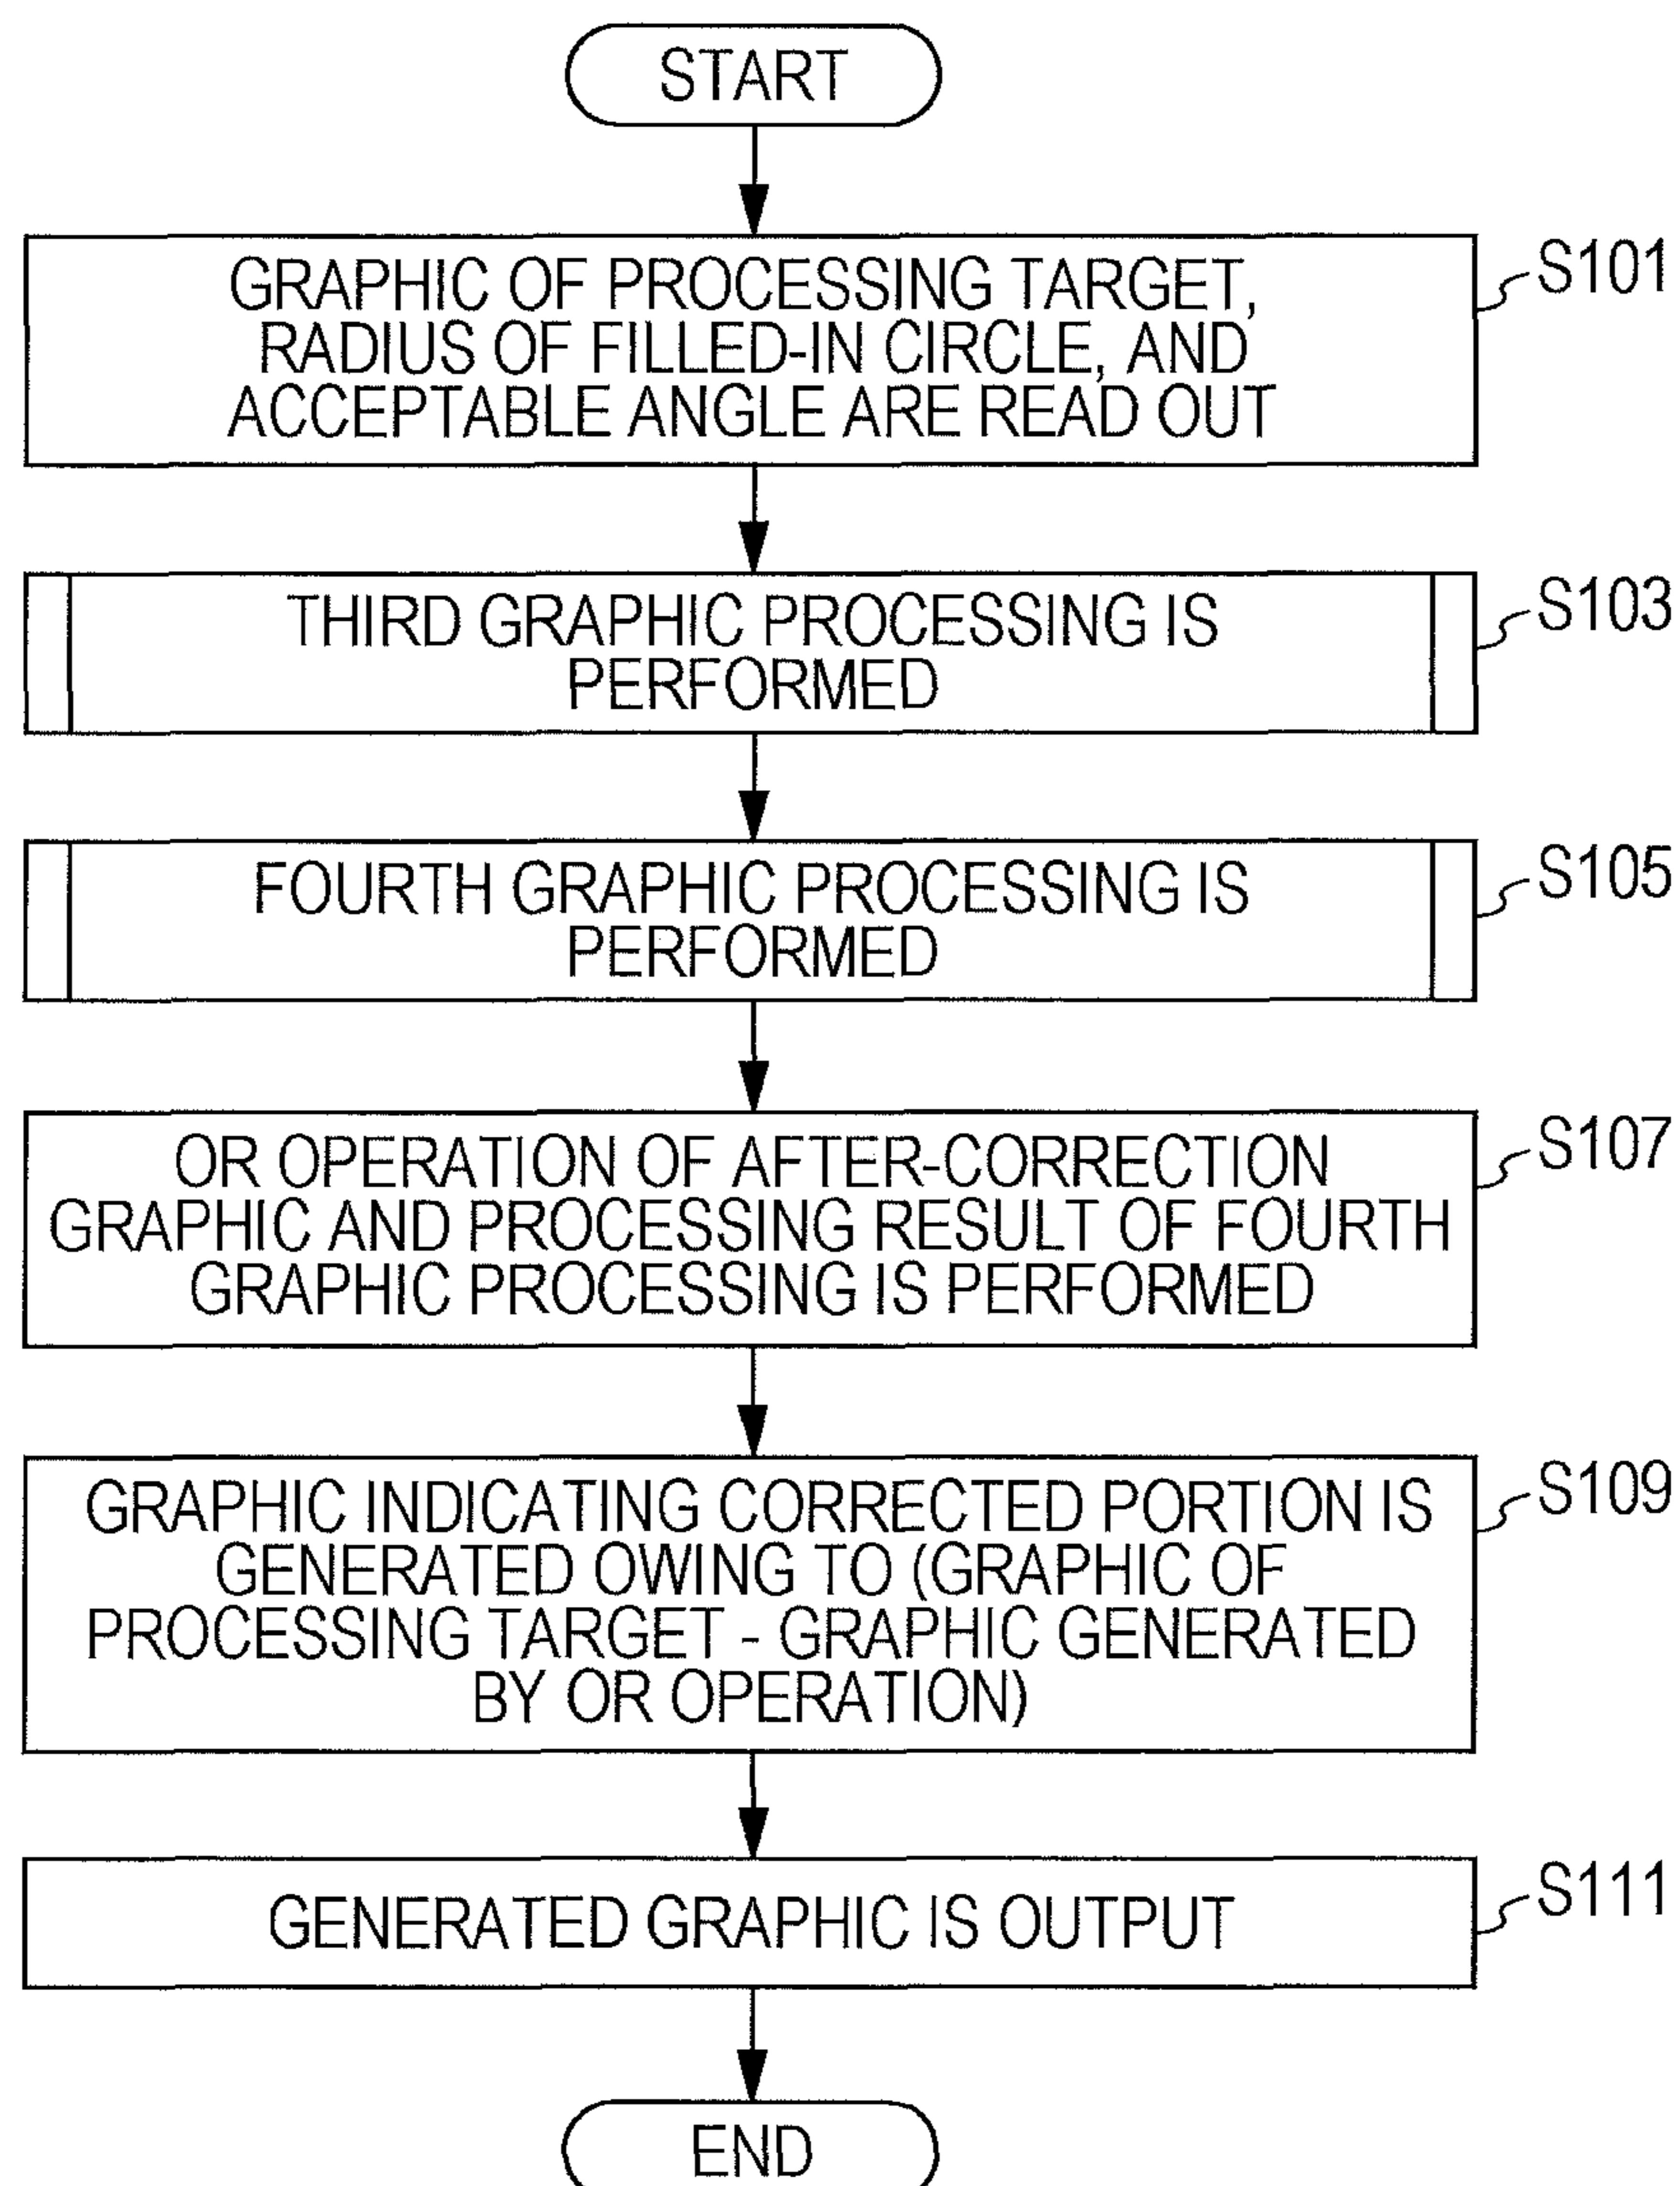 START
GRAPHIC OF PROCESSING TARGET,
RADIUS OF FILLED-IN CIRCLE, AND
ACCEPTABLE ANGLE ARE READ OUT
S101
THIRD GRAPHIC PROCESSING IS
PERFORMED
S103
FOURTH GRAPHIC PROCESSING IS
PERFORMED
S105
OR OPERATION OF AFTER-CORRECTION
GRAPHIC AND PROCESSING RESULT OF FOURTH
GRAPHIC PROCESSING IS PERFORMED
S107
GRAPHIC INDICATING CORRECTED PORTION IS
GENERATED OWING TO (GRAPHIC OF
PROCESSING TARGET - GRAPHIC GENERATED
BY OR OPERATION)
S109
GENERATED GRAPHIC IS OUTPUT
S111
END